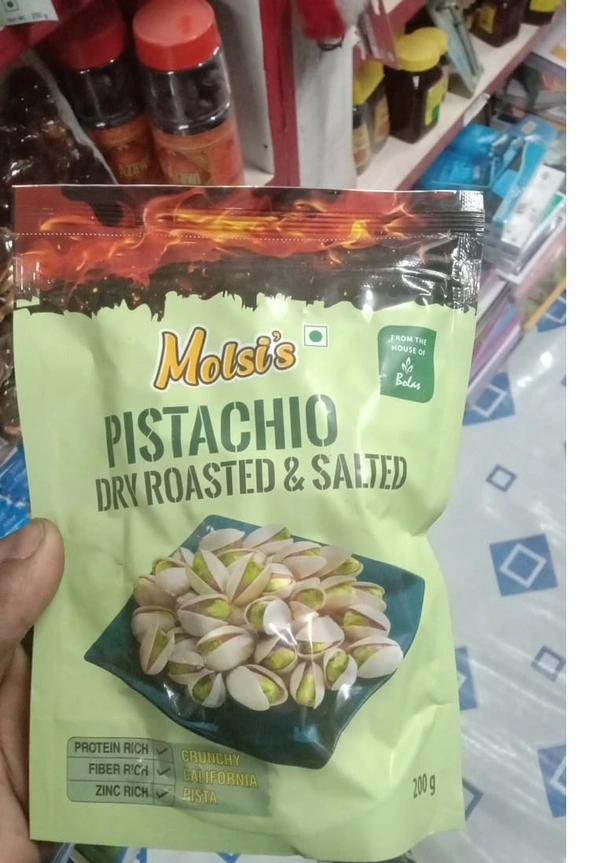 Molsi's
FROM THE
HOUSE OF
Bolas
PISTACHIO
DRY ROASTED & SALTED
PROTEIN RICH
FIBER RICH
ZINC RICH
CRUNCHY
CALIFORNIA
PISTA
200 g